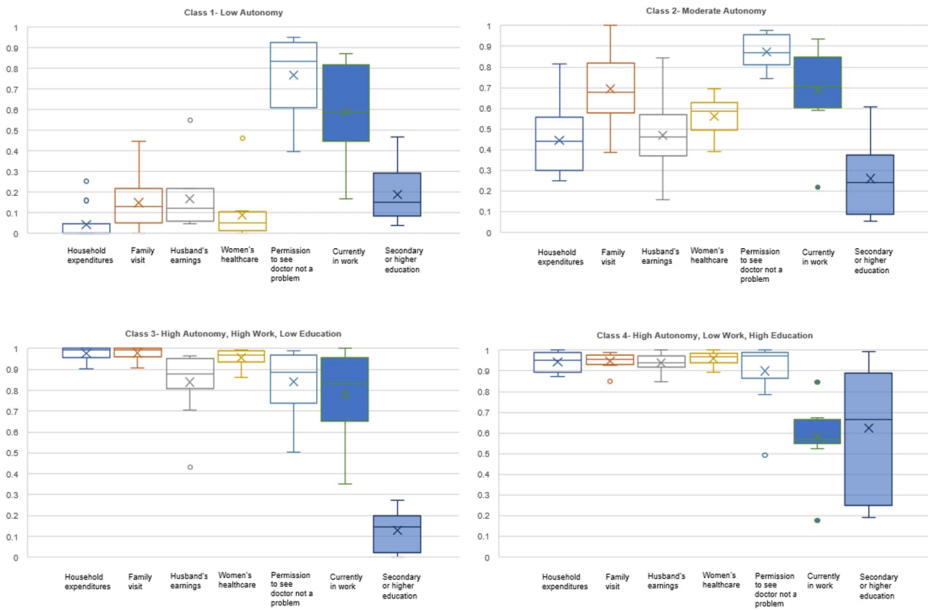 Class 1- Low Autonomy
1
0.9
0.8
0.7
0.6
0.5
0.4
0.3
0.2
0.1
0
Household
expenditures
Family
visit
Husband's
earnings
Women's
healthcare
Permission
to see
doctor not a
problem
Currently
in work
Secondary
or higher
education
Class 2- Moderate Autonomy
1
0.9
0.8
0.7
0.6
0.5
0.4
0.3
0.2
0.1
0
Household
expenditures
Family
visit
Husband's
earnings
Women's
healthcare
Permission
to see
doctor not a
problem
Currently
in work
Secondary
or higher
education
Class 3- High Autonomy, High Work, Low Education
1
0.9
0.8
0.7
0.6
0.5
0.4
0.3
0.2
0.1
0
Household
expenditures
Family
visit
Husband's
earnings
Women's
healthcare
Permission
to see
doctor not a
problem
Currently
in work
Secondary
or higher
education
Class 4- High Autonomy, Low Work, High Education
1
0.9
0.8
0.7
0.6
0.5
0.4
0.3
0.2
0.1
0
Household
expenditures
Family
visit
Husband's
earnings
Women's
healthcare
Permission
to see
doctor not a
problem
Currently
in work
Secondary
or higher
education